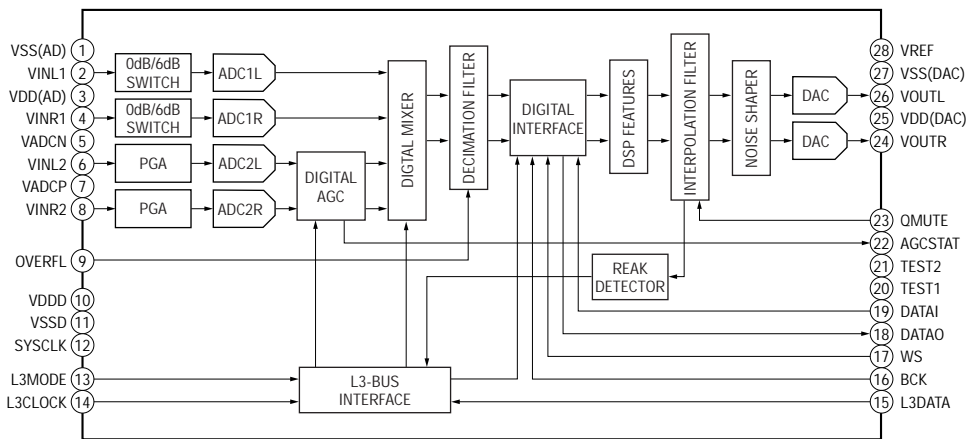 VSS(AD) 1
VINL1 2
VDD(AD) 3
VINR1 4
VADCN 5
VINL2 6
VADCP 7
VINR2 8
OVERFL 9
VDDD 10
VSSD 11
SYSCLK 12
L3MODE 13
L3CLOCK 14
0dB/6dB
SWITCH
ADC1L
0dB/6dB
SWITCH
ADC1R
PGA
ADC2L
PGA
ADC2R
DIGITAL
AGC
DIGTAL MIXER
DECIMATION FILTER
DIGITAL
INTERFACE
DSP FEATURES
INTERPOLATION FILTER
NOISE SHAPER
DAC
DAC
REAK
DETECTOR
L3-BUS
INTERFACE
28 VREF
27 VSS(DAC)
26 VOUTL
25 VDD(DAC)
24 VOUTR
23 QMUTE
22 AGCSTAT
21 TEST2
20 TEST1
19 DATAI
18 DATAO
17 WS
16 BCK
15 L3DATA